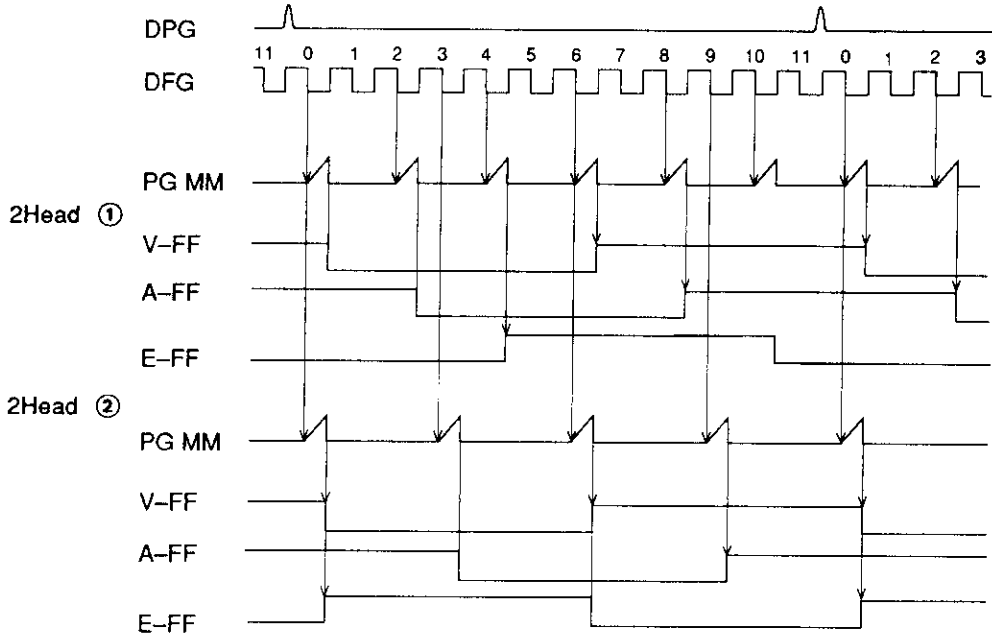 DPG
11 0 1 2 3 4 5 6 7 8 9 10 11 0 1 2 3
DFG
PG MM
2Head ①
V–FF
A–FF
E–FF
2Head ②
PG MM
V–FF
A–FF
E–FF